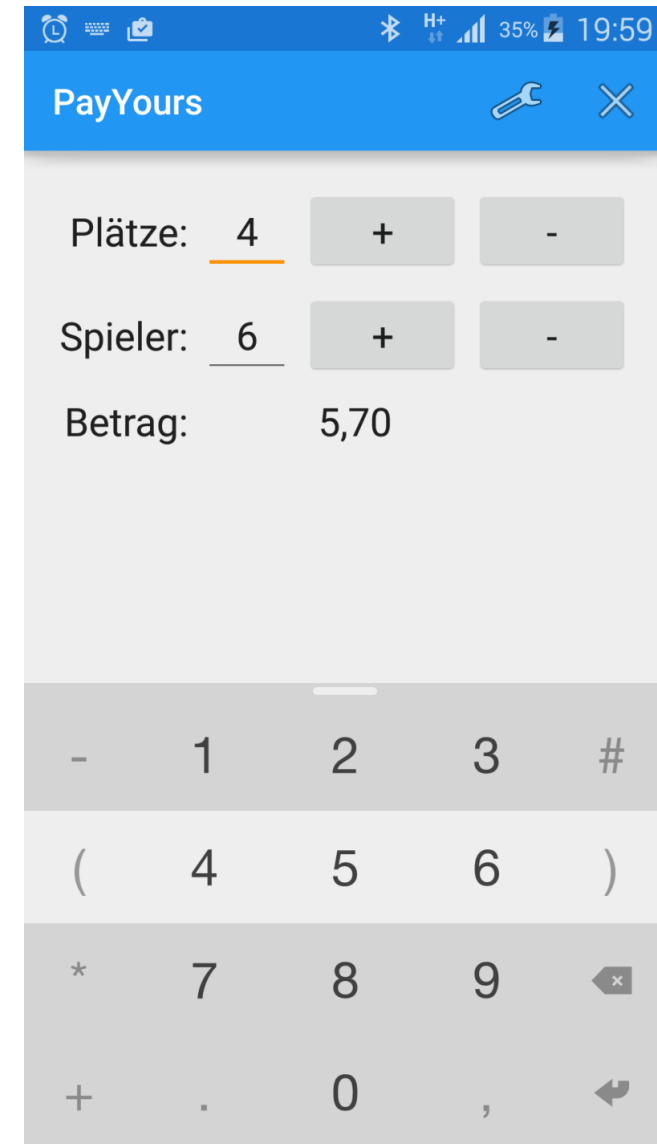 H+ 35% 19:59
PayYours
Plätze: 4 + -
Spieler: 6 + -
Betrag: 5,70
- 1 2 3 #
( 4 5 6 )
* 7 8 9
+ . 0 ,